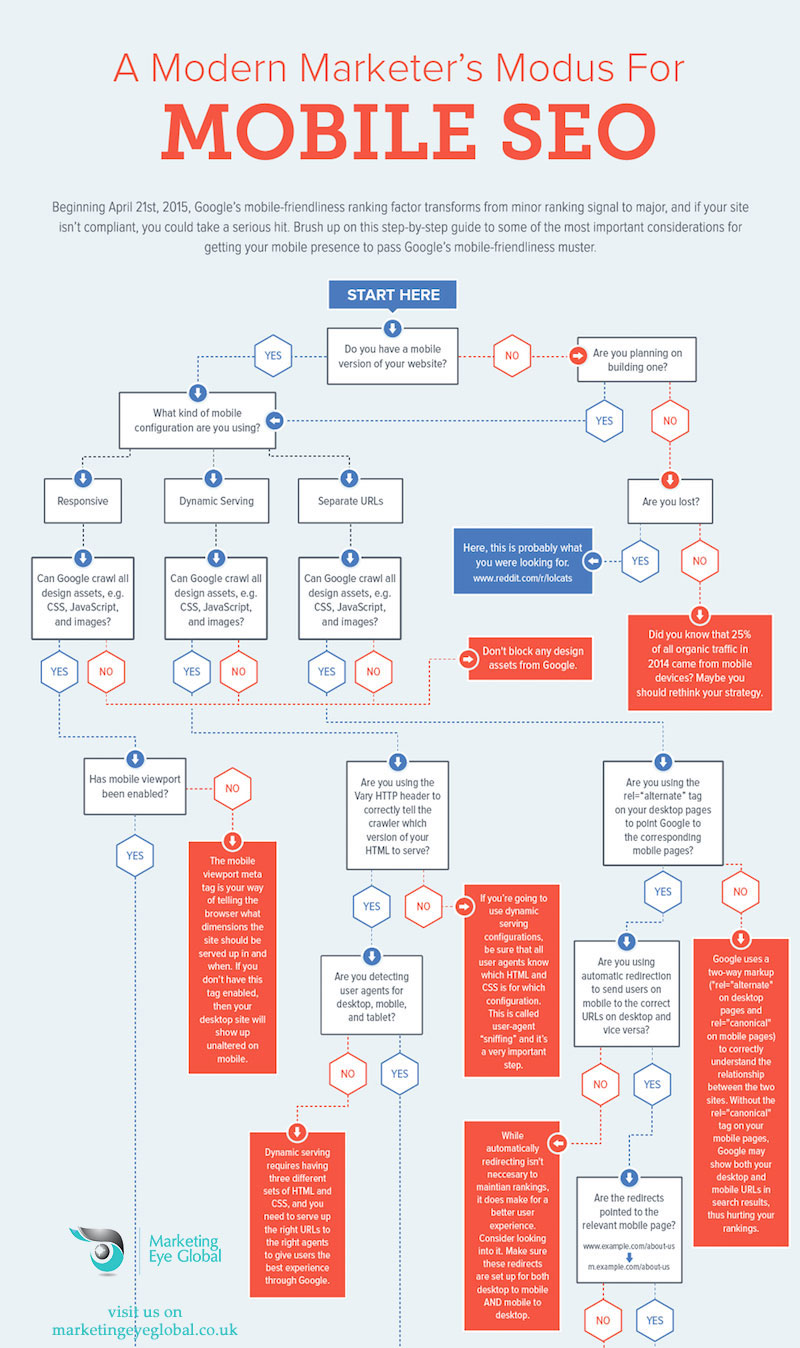 A Modern Marketer's Modus For
MOBILE SEO
Beginning April 21st, 2015, Google's mobile-friendliness ranking factor transforms from minor ranking signal to major, and if your site
isn't compliant, you could take a serious hit. Brush up on this step-by-step guide to some of the most important considerations for
getting your mobile presence to pass Google's mobile-friendliness muster.
START HERE
Do you have a mobile
version of your website?
YES
NO
Are you planning on
building one?
YES
NO
What kind of mobile
configuration are you using?
Responsive
Dynamic Serving
Separate URLs
Are you lost?
YES
NO
Here, this is probably what
you were looking for.
www.reddit.com/r/lolcats
Did you know that 25%
of all organic traffic in
2014 came from mobile
devices? Maybe you
should rethink your strategy.
Can Google crawl all
design assets, e.g.
CSS, JavaScript,
and images?
YES
NO
Can Google crawl all
design assets, e.g.
CSS, JavaScript,
and images?
YES
NO
Can Google crawl all
design assets, e.g.
CSS, JavaScript,
and images?
YES
NO
Don't block any design
assets from Google.
Has mobile viewport
been enabled?
NO
YES
The mobile
viewport meta
tag is your way
of telling the
browser what
dimensions the
site should be
served up in and
when. If you
don't have this
tag enabled,
then your
desktop site will
show up
unaltered on
mobile.
Are you using the
Vary HTTP header to
correctly tell the
crawler which
version of your
HTML to serve?
YES
NO
If you're going to
use dynamic
serving
configurations,
be sure that all
user agents know
which HTML and
CSS is for which
configuration.
This is called
user-agent
"sniffing" and it's
a very important
step.
Are you detecting
user agents for
desktop, mobile,
and tablet?
NO
YES
Dynamic serving
requires having
three different
sets of HTML and
CSS, and you
need to serve up
the right URLs to
the right agents
to give users the
best experience
through Google.
Are you using the
rel="alternate" tag
on your desktop pages
to point Google to
the corresponding
mobile pages?
YES
NO
Google uses a
two-way markup
("rel="alternate"
on desktop
pages and
rel="canonical"
on mobile pages)
to correctly
understand the
relationship
between the two
sites. Without the
rel="canonical"
tag on your
mobile pages,
Google may
show both your
desktop and
mobile URLs in
search results,
thus hurting your
rankings.
Are you using
automatic redirection
to send users on
mobile to the correct
URLs on desktop and
vice versa?
NO
YES
While
automatically
redirecting isn't
neccesary to
maintian rankings,
it does make for a
better user
experience.
Consider looking
into it. Make sure
these redirects
are set up for both
desktop to mobile
AND mobile to
desktop.
Are the redirects
pointed to the
relevant mobile page?
www.example.com/about-us
m.example.com/about-us
NO
YES
Marketing
Eye Global
visit us on
marketingeyeglobal.co.uk